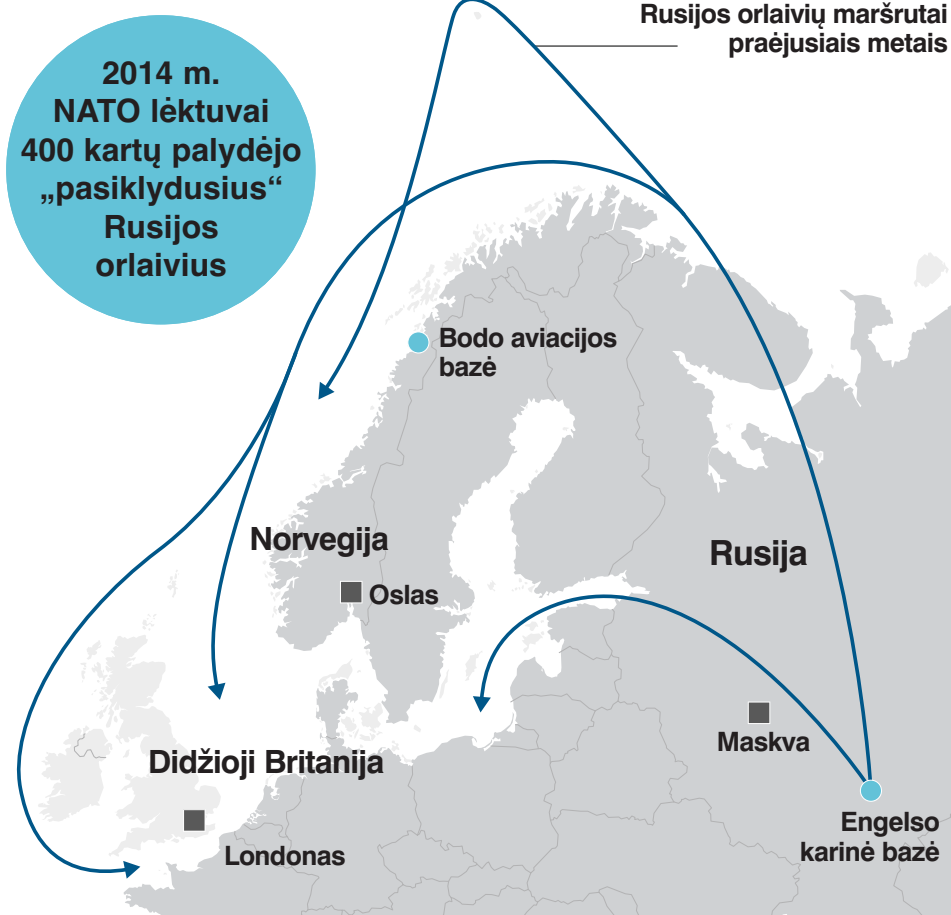 Rusijos orlaivių maršrutai
praėjusiais metais
2014 m.
NATO lėktuvai
400 kartų palydėjo
„pasiklydusius“
Rusijos
orlaivius
Bodo aviacijos
bazė
Norvegija
Oslas
Rusija
Maskva
Didžioji Britanija
Londonas
Engelso
karinė bazė